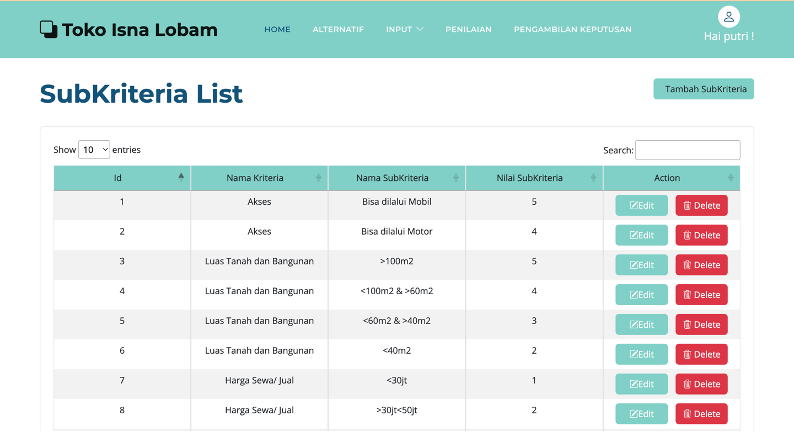 Toko Isna Lobam
HOME ALTERNATIF INPUT PENILAIAN PENGAMBILAN KEPUTUSAN
Hai putri !
SubKriteria List
Tambah SubKriteria
Show 10 entries
Search:
Id Nama Kriteria Nama SubKriteria Nilai SubKriteria Action
1 Akses Bisa dilalui Mobil 5 Edit Delete
2 Akses Bisa dilalui Motor 4 Edit Delete
3 Luas Tanah dan Bangunan >100m2 5 Edit Delete
4 Luas Tanah dan Bangunan <100m2 & >60m2 4 Edit Delete
5 Luas Tanah dan Bangunan <60m2 & >40m2 3 Edit Delete
6 Luas Tanah dan Bangunan <40m2 2 Edit Delete
7 Harga Sewa/ Jual <30jt 1 Edit Delete
8 Harga Sewa/ Jual >30jt<50jt 2 Edit Delete